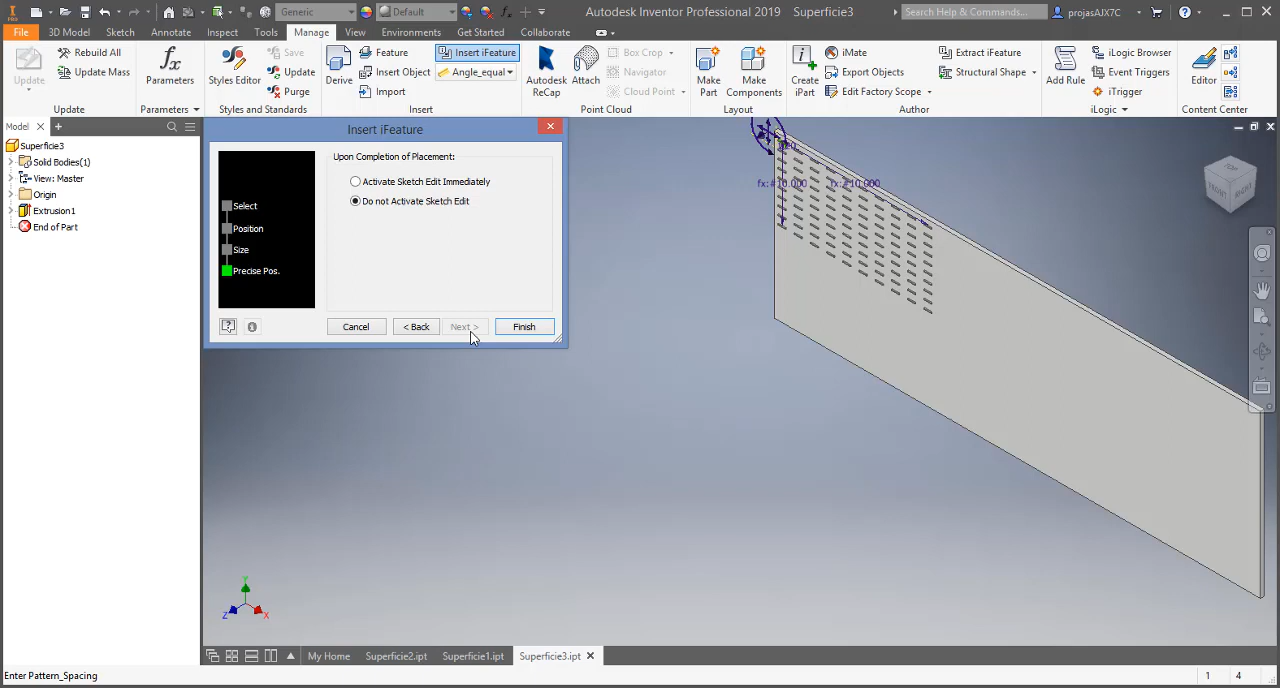 PRO
Generic
Default
Autodesk Inventor Professional 2019 Superficie3
Search Help & Commands...
projasAJX7C
File 3D Model Sketch Annotate Inspect Tools Manage View Environments Get Started Collaborate
Update
Rebuild All
Update Mass
Update
fx
Parameters
Parameters
Styles Editor
Save
Update
Purge
Styles and Standards
Derive
Feature
Insert Object
Import
Insert iFeature
Angle_equal
Insert
Autodesk
ReCap
Attach
Box Crop
Navigator
Cloud Point
Point Cloud
Make
Part
Make
Components
Layout
Create
iPart
iMate
Export Objects
Edit Factory Scope
Extract iFeature
Structural Shape
Author
Add Rule
iLogic Browser
Event Triggers
iTrigger
iLogic
Editor
Content Center
Model
Superficie3
Solid Bodies(1)
View: Master
Origin
Extrusion1
End of Part
Insert iFeature
Select
Position
Size
Precise Pos.
Upon Completion of Placement:
Activate Sketch Edit Immediately
Do not Activate Sketch Edit
Cancel
< Back
Next >
Finish
fx:#10.000
fx:#10.000
TOP
FRONT
RIGHT
Y
Z
X
My Home
Superficie2.ipt
Superficie1.ipt
Superficie3.ipt
Enter Pattern_Spacing
1
4